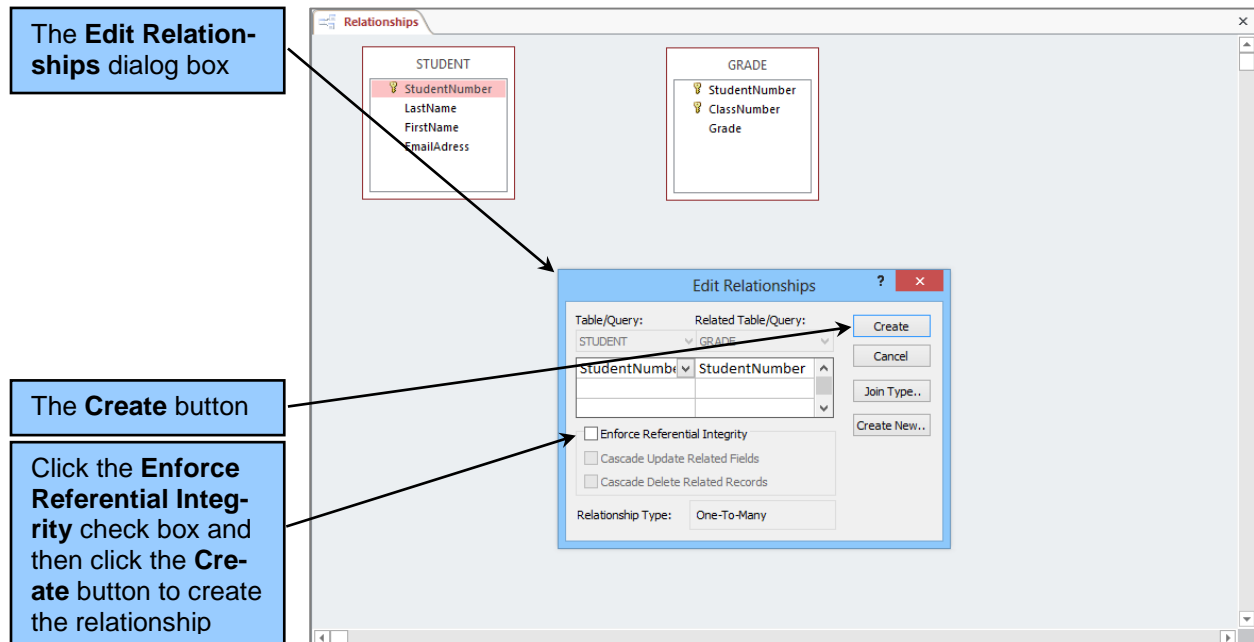 The Edit Relation-
ships dialog box
Relationships
STUDENT
StudentNumber
LastName
FirstName
EmailAdress
GRADE
StudentNumber
ClassNumber
Grade
Edit Relationships
?
Table/Query:
Related Table/Query:
STUDENT
GRADE
StudentNumbe
StudentNumber
Create
Cancel
Join Type..
Create New..
Enforce Referential Integrity
Cascade Update Related Fields
Cascade Delete Related Records
Relationship Type:
One-To-Many
The Create button
Click the Enforce
Referential Integ-
rity check box and
then click the Cre-
ate button to create
the relationship